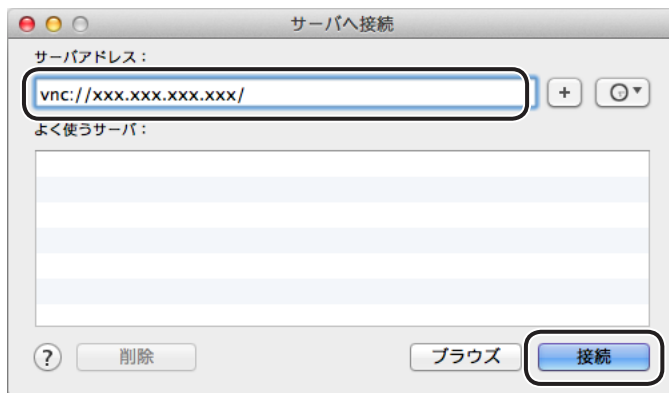 サーバへ接続
サーバアドレス：
vnc://xxx.xxx.xxx.xxx/
+
よく使うサーバ：
? 削除 ブラウズ 接続